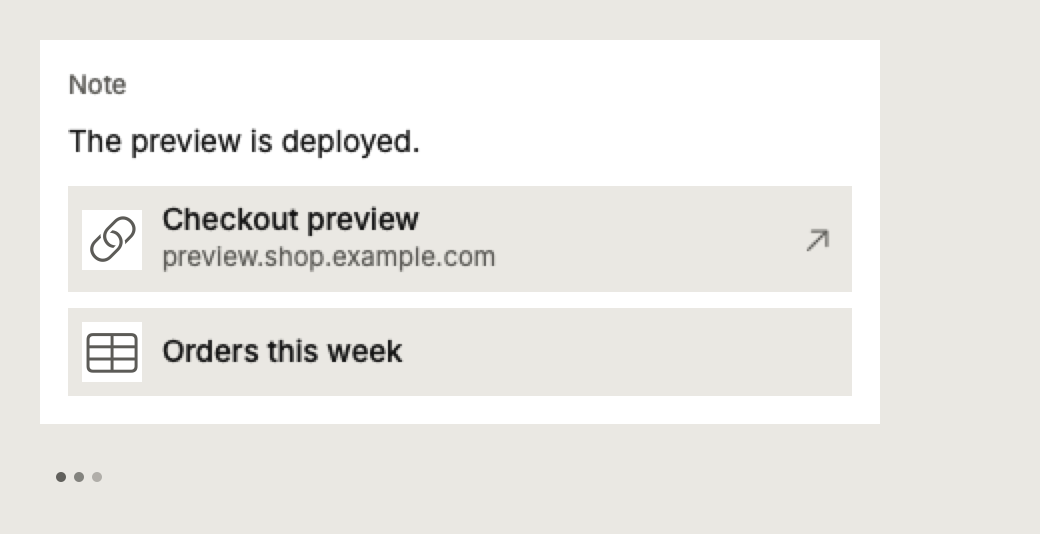 Note
The preview is deployed.
Checkout preview
preview.shop.example.com
Orders this week